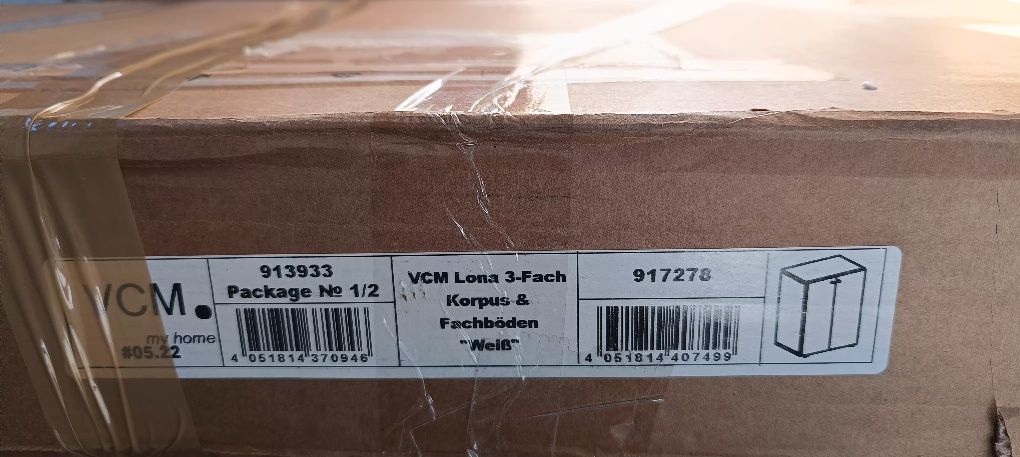 VCM.
my home
#05.22
913933
Package № 1/2
4 051814 370946
VCM Lona 3-Fach
Korpus &
Fachböden
"Weiß"
917278
4 051814 407499